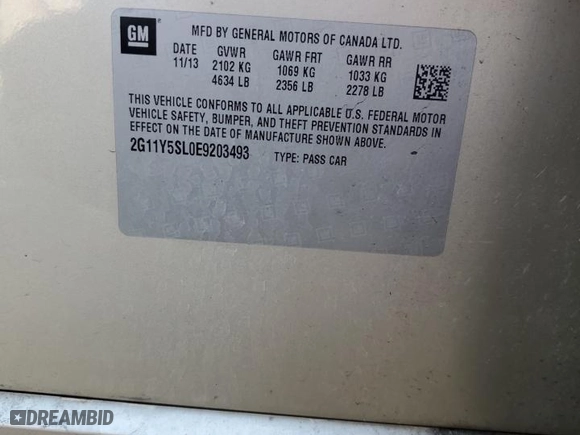 GM
MFD BY GENERAL MOTORS OF CANADA LTD.
DATE GVWR GAWR FRT GAWR RR
11/13 2102 KG 1069 KG 1033 KG
4634 LB 2356 LB 2278 LB
THIS VEHICLE CONFORMS TO ALL APPLICABLE U.S. FEDERAL MOTOR
VEHICLE SAFETY, BUMPER, AND THEFT PREVENTION STANDARDS IN
EFFECT ON THE DATE OF MANUFACTURE SHOWN ABOVE.
2G11Y5SL0E9203493 TYPE: PASS CAR
DREAMBID